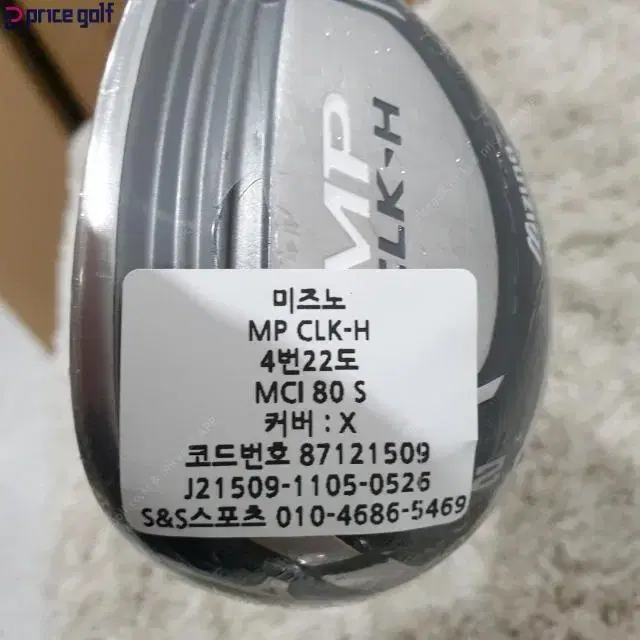 price golf
MP
CLK-H
MIZUNO
미즈노
MP CLK-H
4번22도
MCI 80 S
커버 : X
코드번호 87121509
J21509-1105-0526
S&S스포츠 010-4686-5469